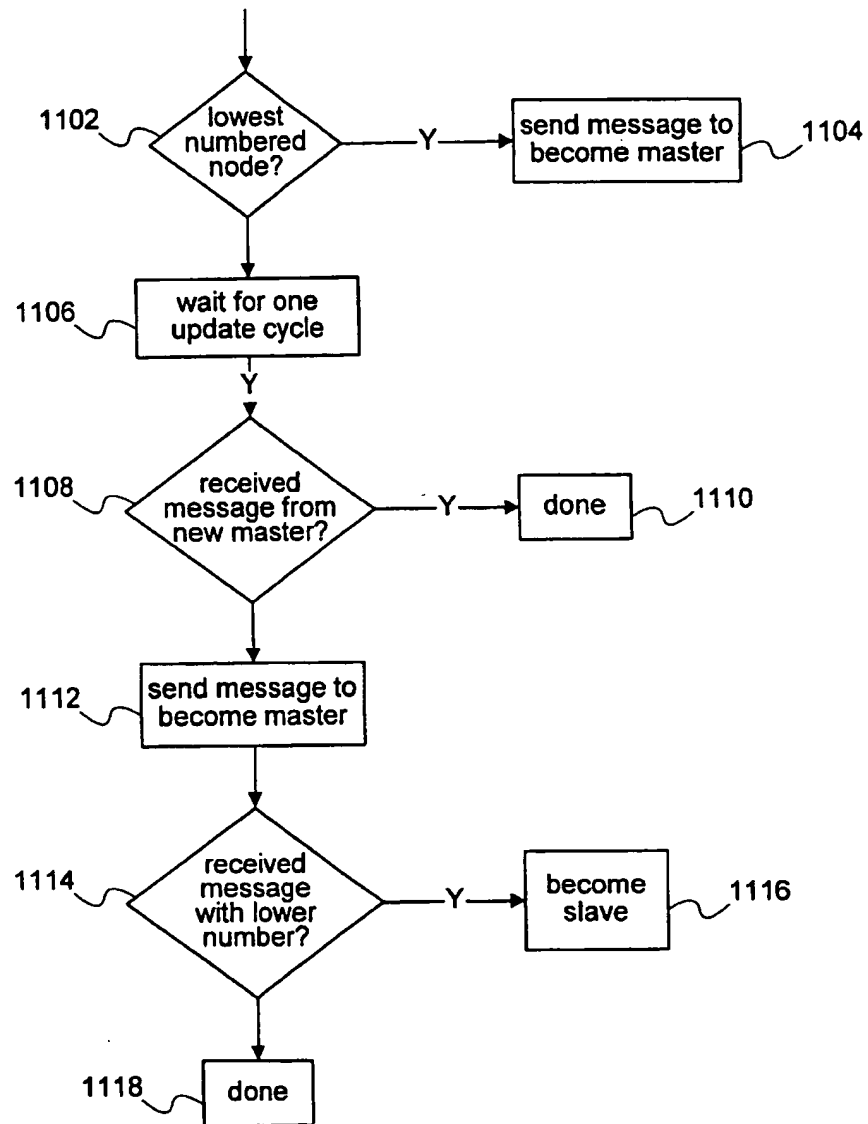 1102
lowest
numbered
node?
Y
send message to
become master
1104
1106
wait for one
update cycle
Y
1108
received
message from
new master?
Y
done
1110
1112
send message to
become master
1114
received
message
with lower
number?
Y
become
slave
1116
1118
done